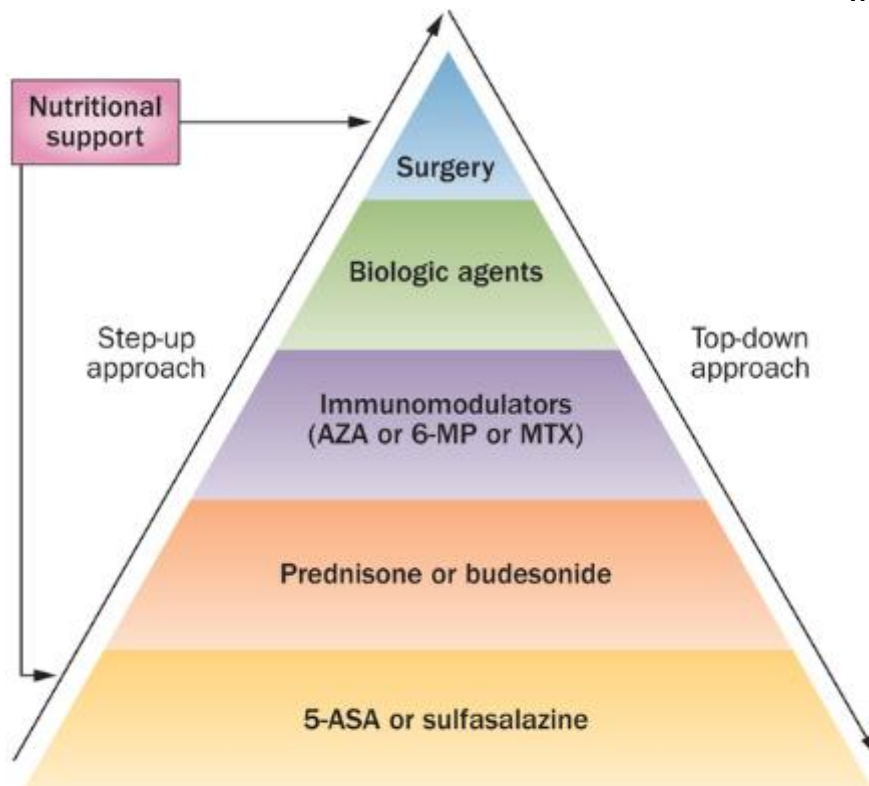 Nutritional
support
Surgery
Biologic agents
Step-up
approach
Top-down
approach
Immunomodulators
(AZA or 6-MP or MTX)
Prednisone or budesonide
5-ASA or sulfasalazine